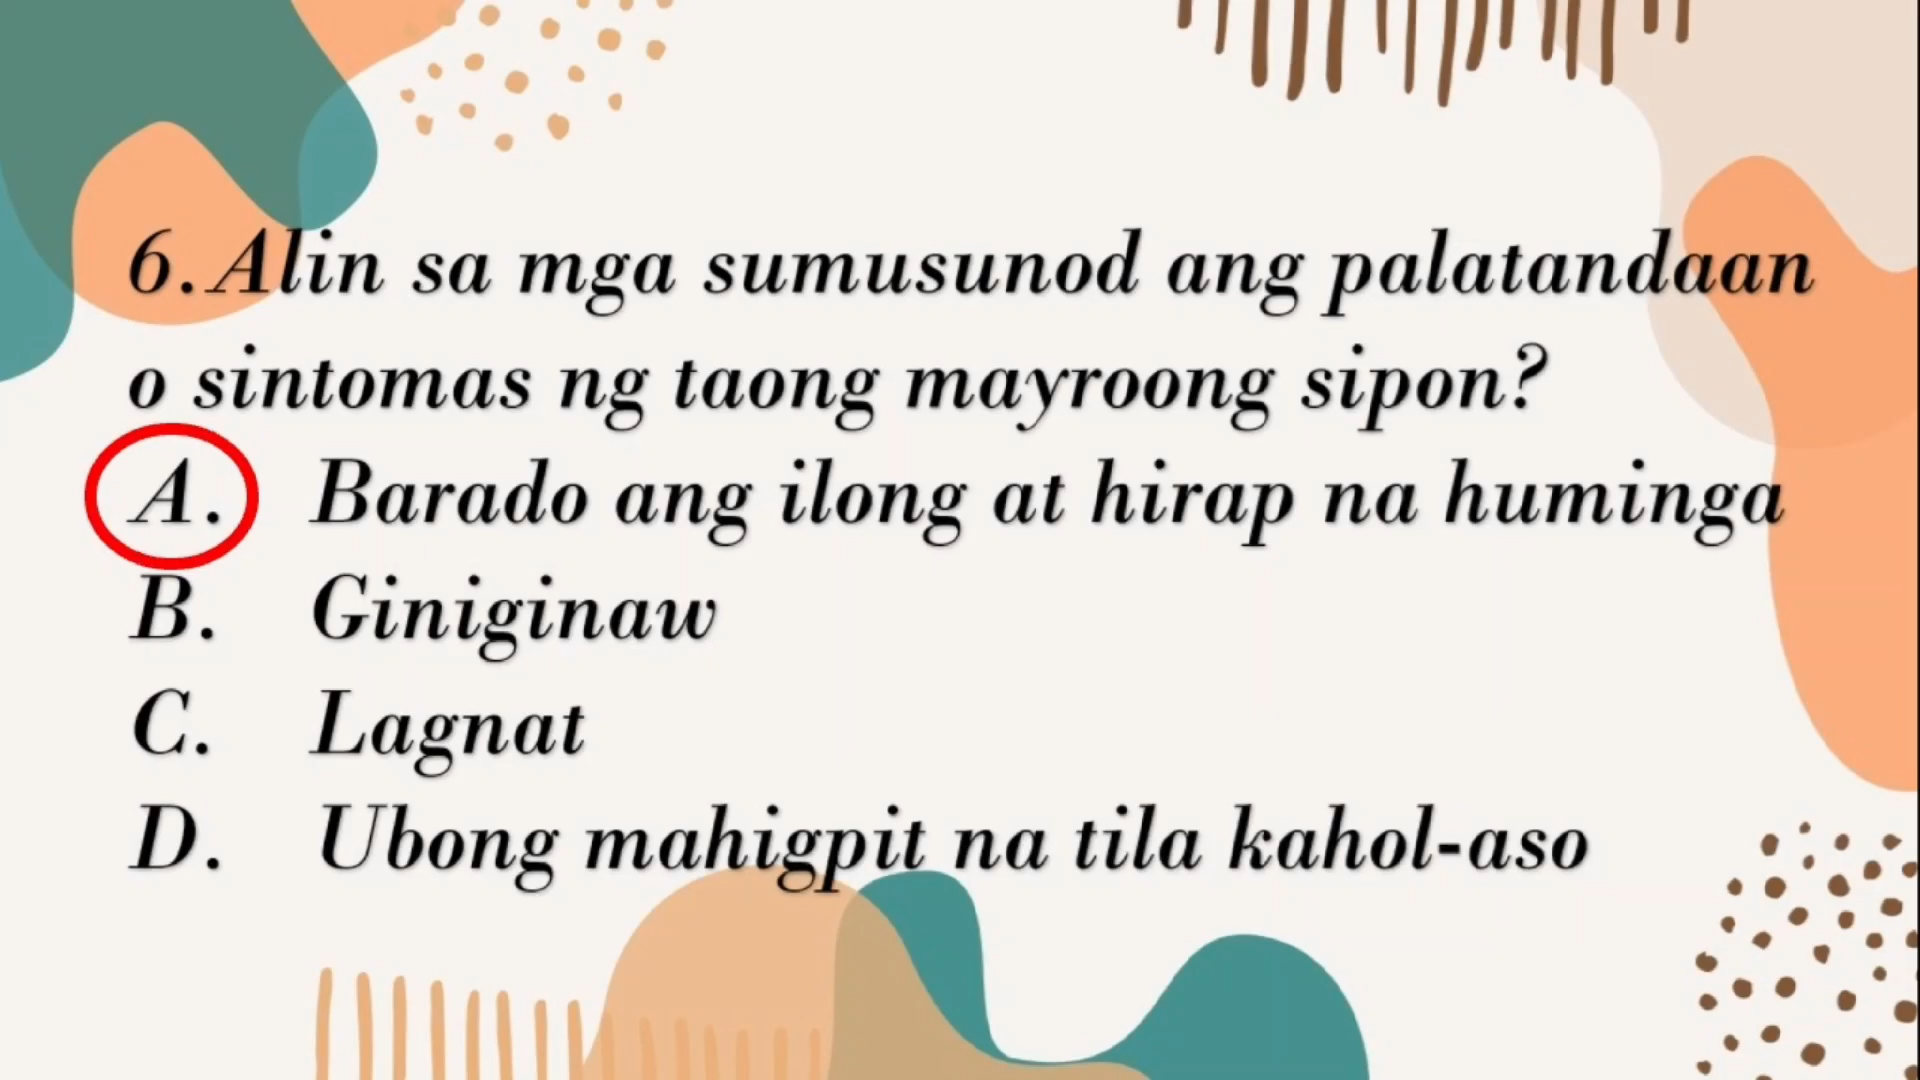 6.Alin sa mga sumusunod ang palatandaan
o sintomas ng taong mayroong sipon?
A. Barado ang ilong at hirap na huminga
B. Giniginaw
C. Lagnat
D. Ubong mahigpit na tila kahol-aso